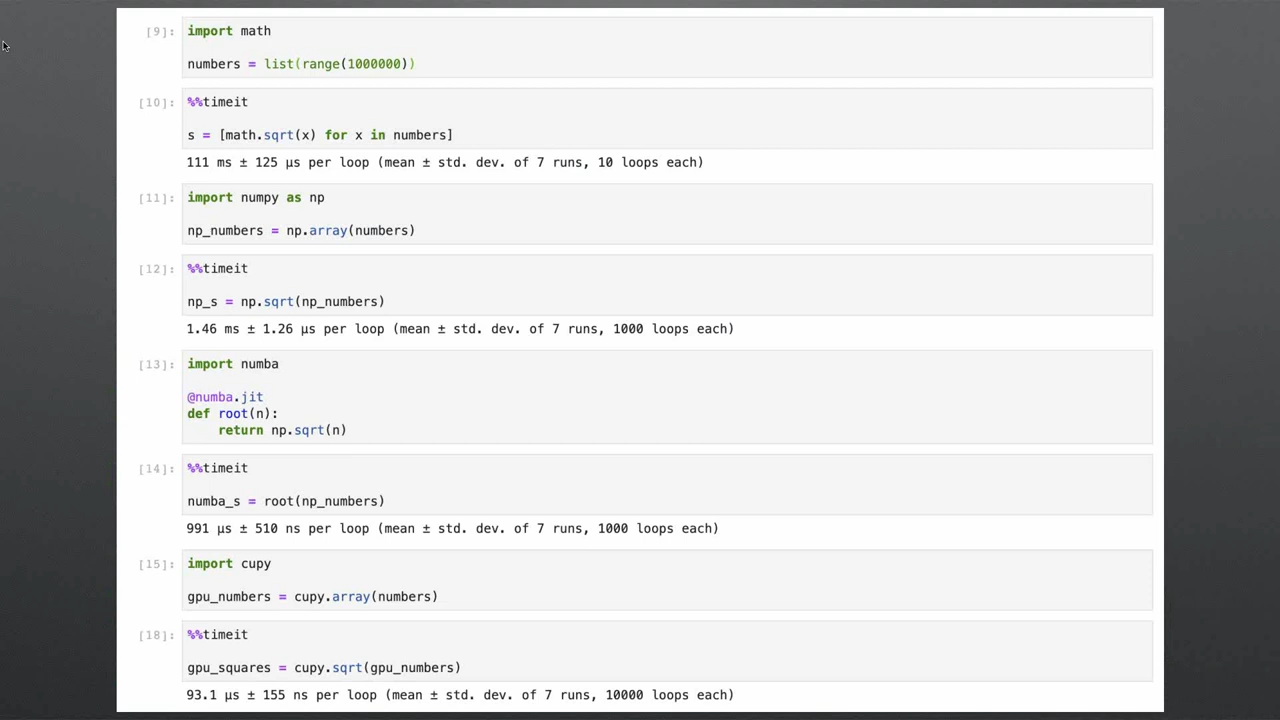 [9]: import math
numbers = list(range(1000000))
[10]: %%timeit
s = [math.sqrt(x) for x in numbers]
111 ms ± 125 µs per loop (mean ± std. dev. of 7 runs, 10 loops each)
[11]: import numpy as np
np_numbers = np.array(numbers)
[12]: %%timeit
np_s = np.sqrt(np_numbers)
1.46 ms ± 1.26 µs per loop (mean ± std. dev. of 7 runs, 1000 loops each)
[13]: import numba
@numba.jit
def root(n):
    return np.sqrt(n)
[14]: %%timeit
numba_s = root(np_numbers)
991 µs ± 510 ns per loop (mean ± std. dev. of 7 runs, 1000 loops each)
[15]: import cupy
gpu_numbers = cupy.array(numbers)
[18]: %%timeit
gpu_squares = cupy.sqrt(gpu_numbers)
93.1 µs ± 155 ns per loop (mean ± std. dev. of 7 runs, 10000 loops each)